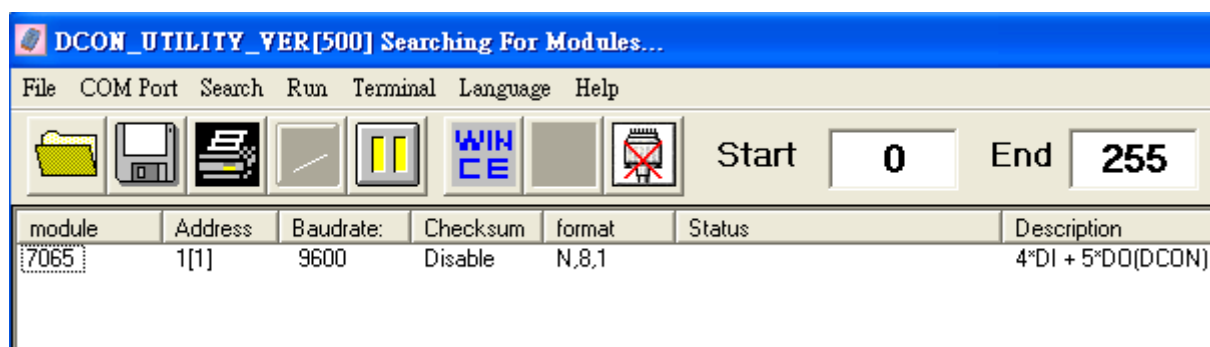 DCON_UTILITY_VER[500] Searching For Modules...
File COM Port Search Run Terminal Language Help
WIN CE Start 0 End 255
module Address Baudrate: Checksum format Status Description
7065 1[1] 9600 Disable N,8,1 4*DI + 5*DO(DCON)